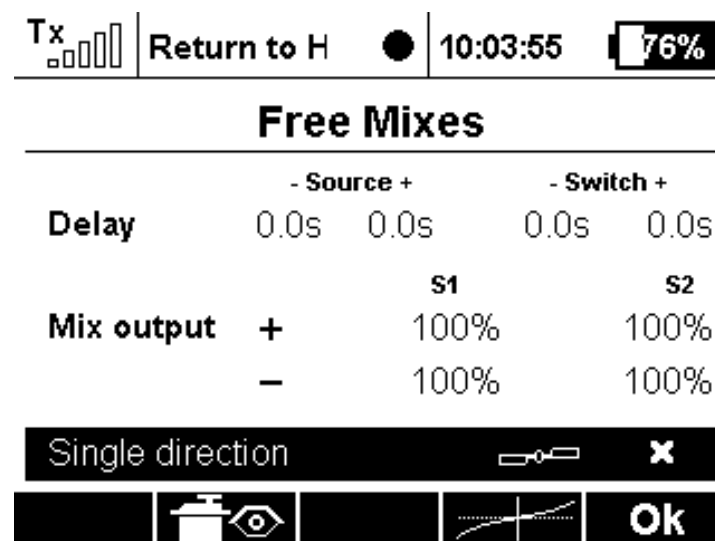 Tx Return to H 10:03:55 76%
Free Mixes
- Source + - Switch +
Delay 0.0s 0.0s 0.0s 0.0s
S1 S2
Mix output + 100% 100%
– 100% 100%
Single direction
Ok